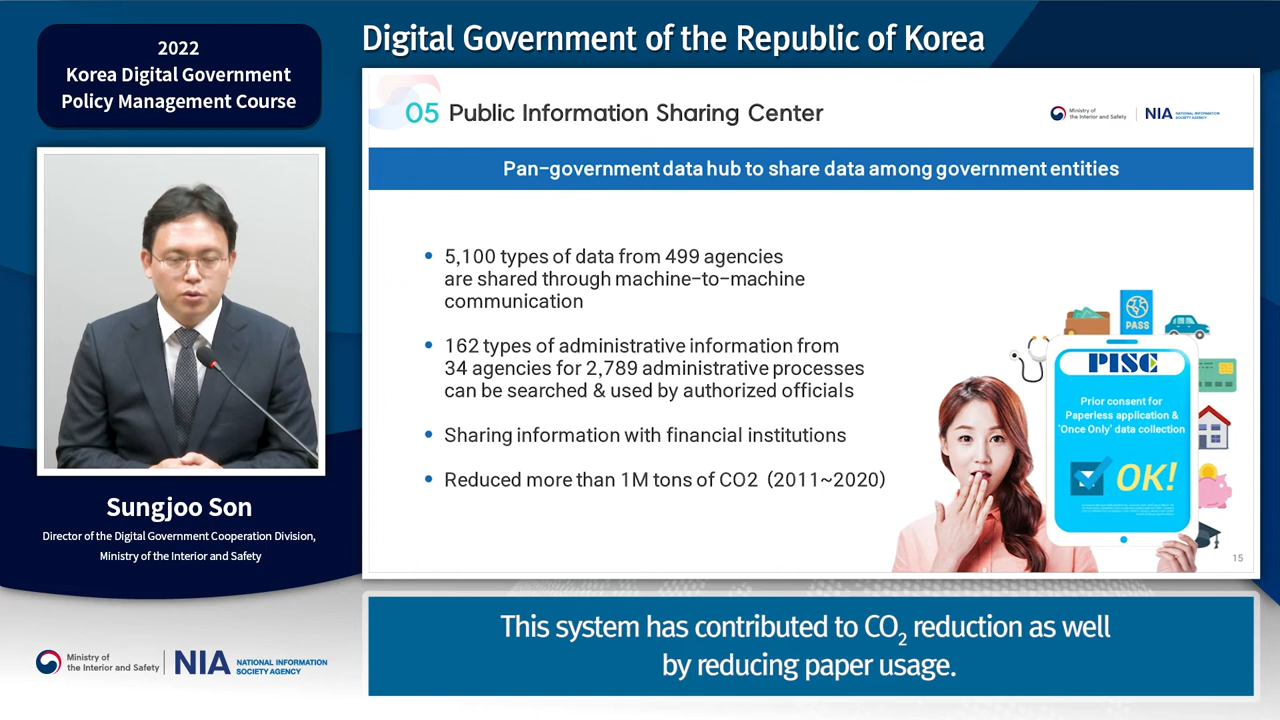 2022
Korea Digital Government
Policy Management Course
Digital Government of the Republic of Korea
05 Public Information Sharing Center
Ministry of
the Interior and Safety
NIA NATIONAL INFORMATION
SOCIETY AGENCY
Pan-government data hub to share data among government entities
• 5,100 types of data from 499 agencies
are shared through machine-to-machine
communication
• 162 types of administrative information from
34 agencies for 2,789 administrative processes
can be searched & used by authorized officials
• Sharing information with financial institutions
• Reduced more than 1M tons of CO2 (2011~2020)
PASS
PISC
Prior consent for
Paperless application &
'Once Only' data collection
OK!
15
Sungjoo Son
Director of the Digital Government Cooperation Division,
Ministry of the Interior and Safety
This system has contributed to CO₂ reduction as well
by reducing paper usage.
Ministry of
the Interior and Safety
NIA NATIONAL INFORMATION
SOCIETY AGENCY